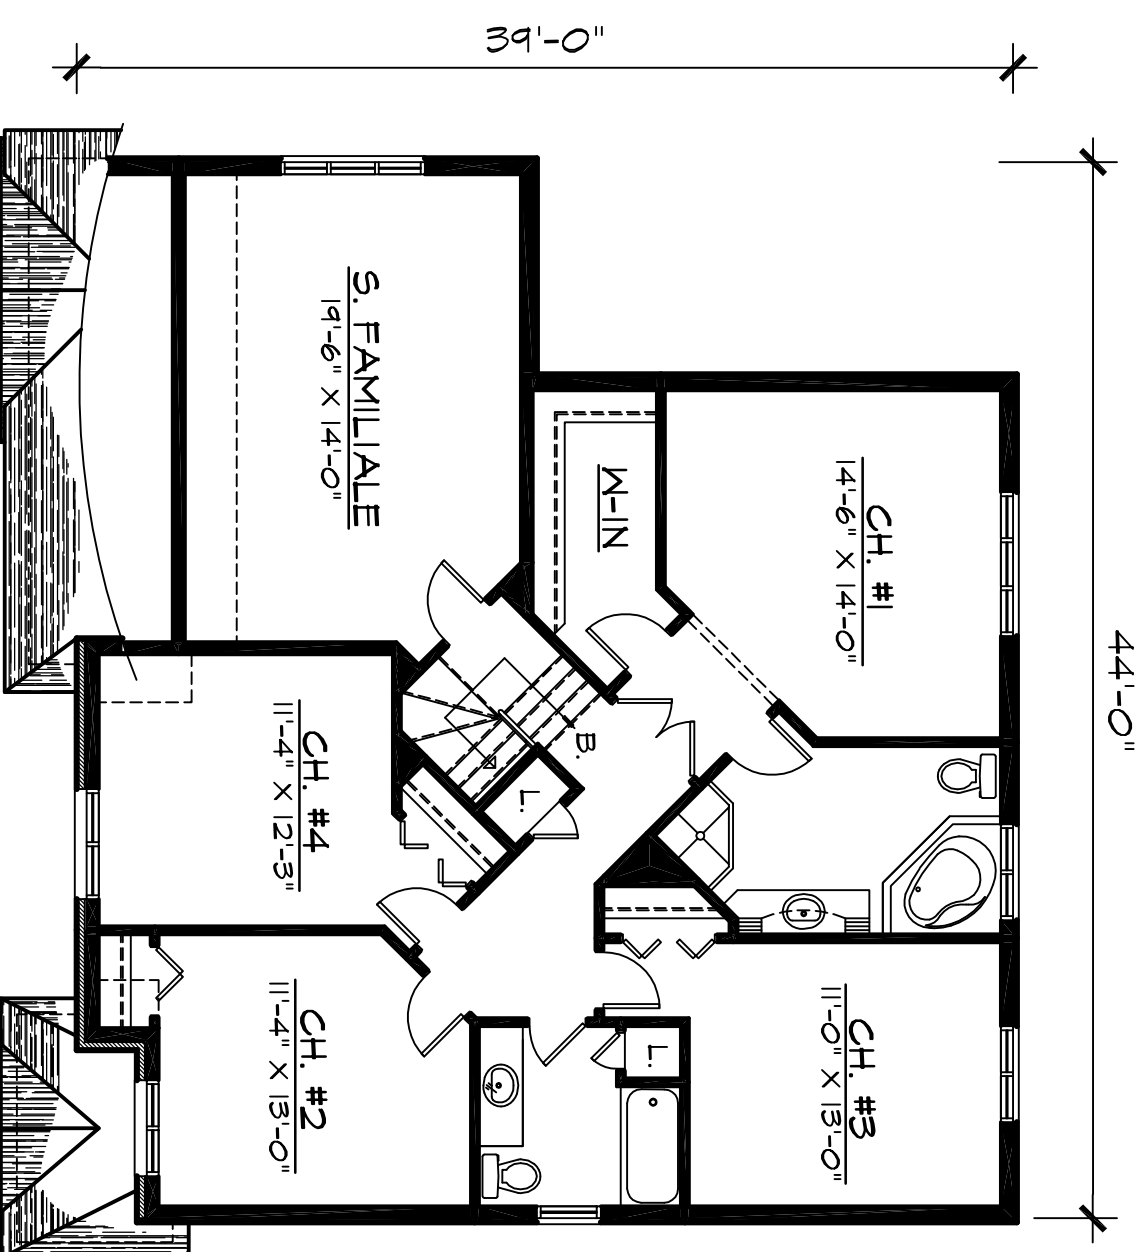 39'-0"
44'-0"
S. FAMILIALE
19'-6" X 14'-0"
W-IN
CH. #1
14'-6" X 14'-0"
B.
L.
CH. #4
11'-4" X 12'-3"
CH. #2
11'-4" X 13'-0"
L.
CH. #3
11'-0" X 13'-0"